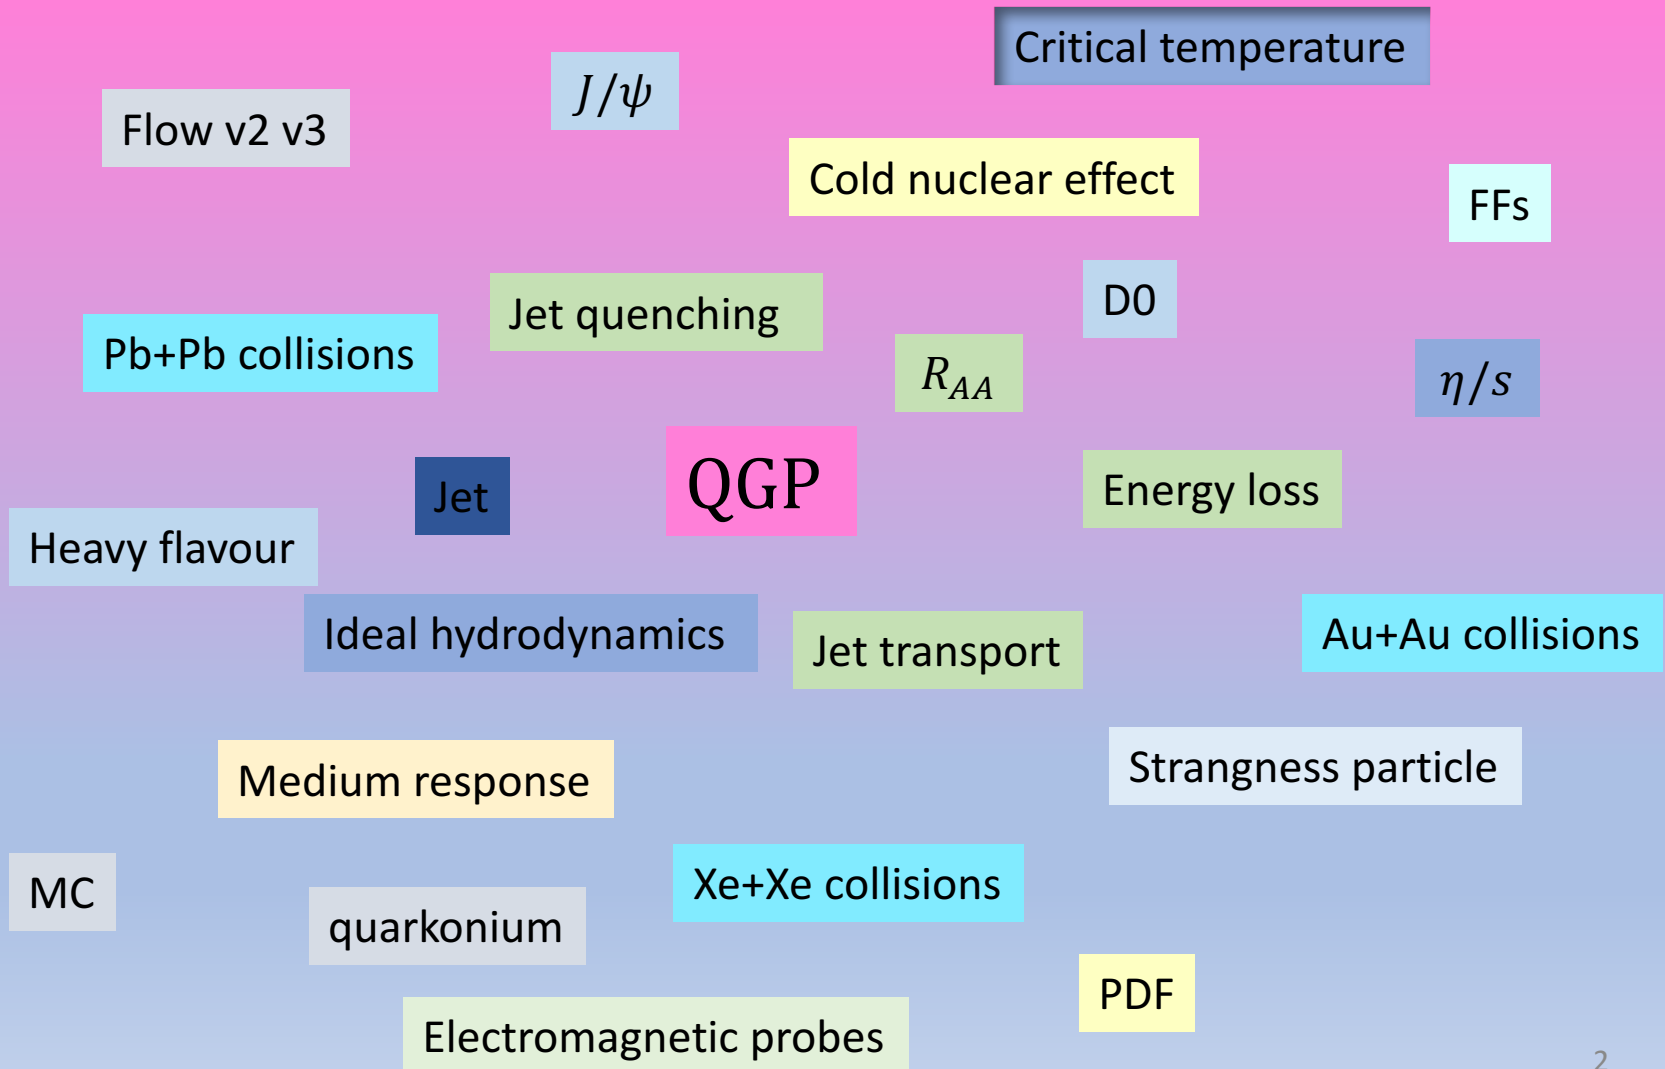 Critical temperature
J/ψ
Flow v2 v3
Cold nuclear effect
FFs
D0
Jet quenching
Pb+Pb collisions
R_{AA}
η/s
QGP
Jet
Energy loss
Heavy flavour
Ideal hydrodynamics
Jet transport
Au+Au collisions
Medium response
Strangness particle
Xe+Xe collisions
MC
quarkonium
PDF
Electromagnetic probes
2